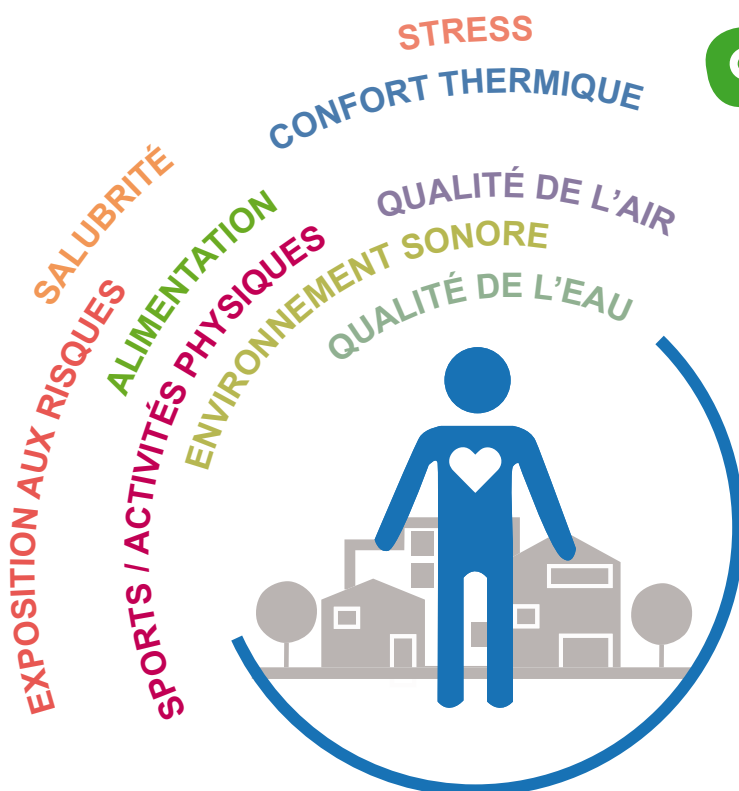 STRESS
CONFORT THERMIQUE
SALUBRITÉ
QUALITÉ DE L’AIR
ALIMENTATION
ENVIRONNEMENT SONORE
SPORTS / ACTIVITÉS PHYSIQUES
QUALITÉ DE L’EAU
EXPOSITION AUX RISQUES